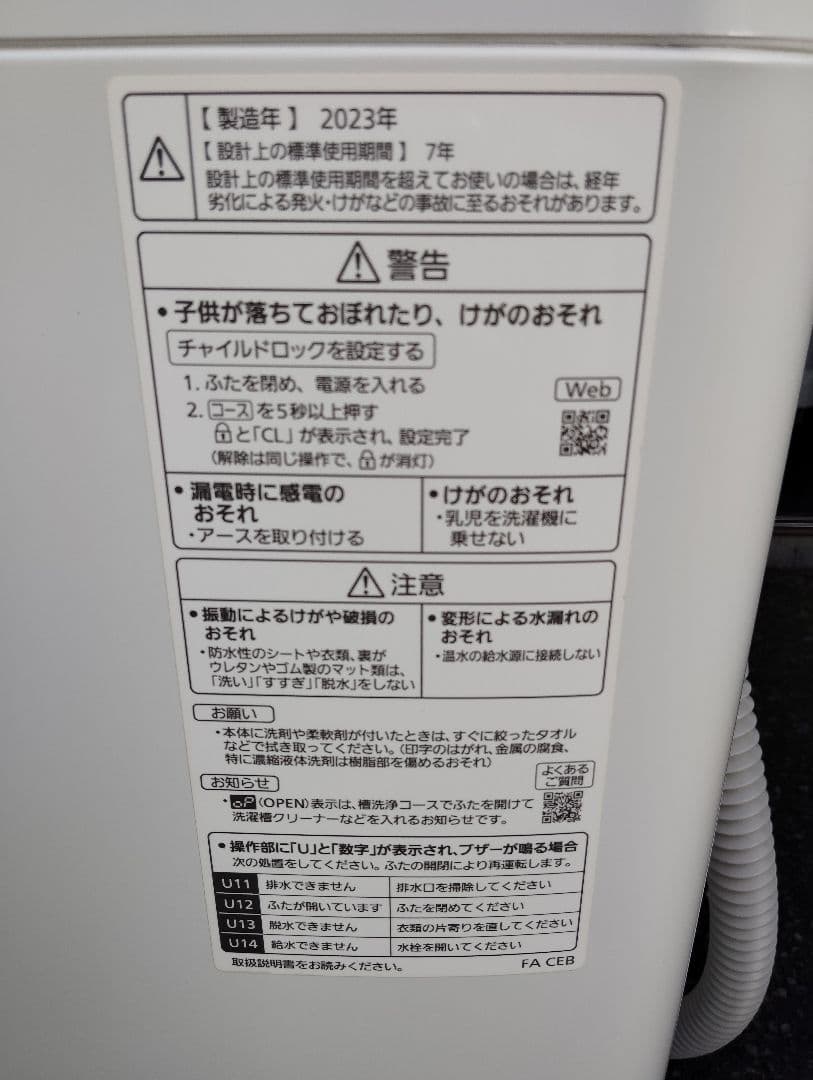 【 製造年 】 2023年
【 設計上の標準使用期間 】 7年
設計上の標準使用期間を超えてお使いの場合は、経年
劣化による発火・けがなどの事故に至るおそれがあります。
警告
• 子供が落ちておぼれたり、けがのおそれ
チャイルドロックを設定する
1. ふたを閉め、電源を入れる
2. コース を5秒以上押す
と「CL」が表示され、設定完了
(解除は同じ操作で、 が消灯)
Web
• 漏電時に感電の
おそれ
・アースを取り付ける
• けがのおそれ
・乳児を洗濯機に
乗せない
注意
• 振動によるけがや破損の
おそれ
・防水性のシートや衣類、裏が
ウレタンやゴム製のマット類は、
「洗い」「すすぎ」「脱水」をしない
• 変形による水漏れの
おそれ
・温水の給水源に接続しない
お願い
・本体に洗剤や柔軟剤が付いたときは、すぐに絞ったタオル
などで拭き取ってください。(印字のはがれ、金属の腐食、
特に濃縮液体洗剤は樹脂部を傷めるおそれ)
よくある
ご質問
お知らせ
・oP (OPEN)表示は、槽洗浄コースでふたを開けて
洗濯槽クリーナーなどを入れるお知らせです。
• 操作部に「U」と「数字」が表示され、ブザーが鳴る場合
次の処置をしてください。ふたの開閉により再運転します。
U11 排水できません 排水口を掃除してください
U12 ふたが開いています ふたを閉めてください
U13 脱水できません 衣類の片寄りを直してください
U14 給水できません 水栓を開いてください
取扱説明書をお読みください。 FA CEB